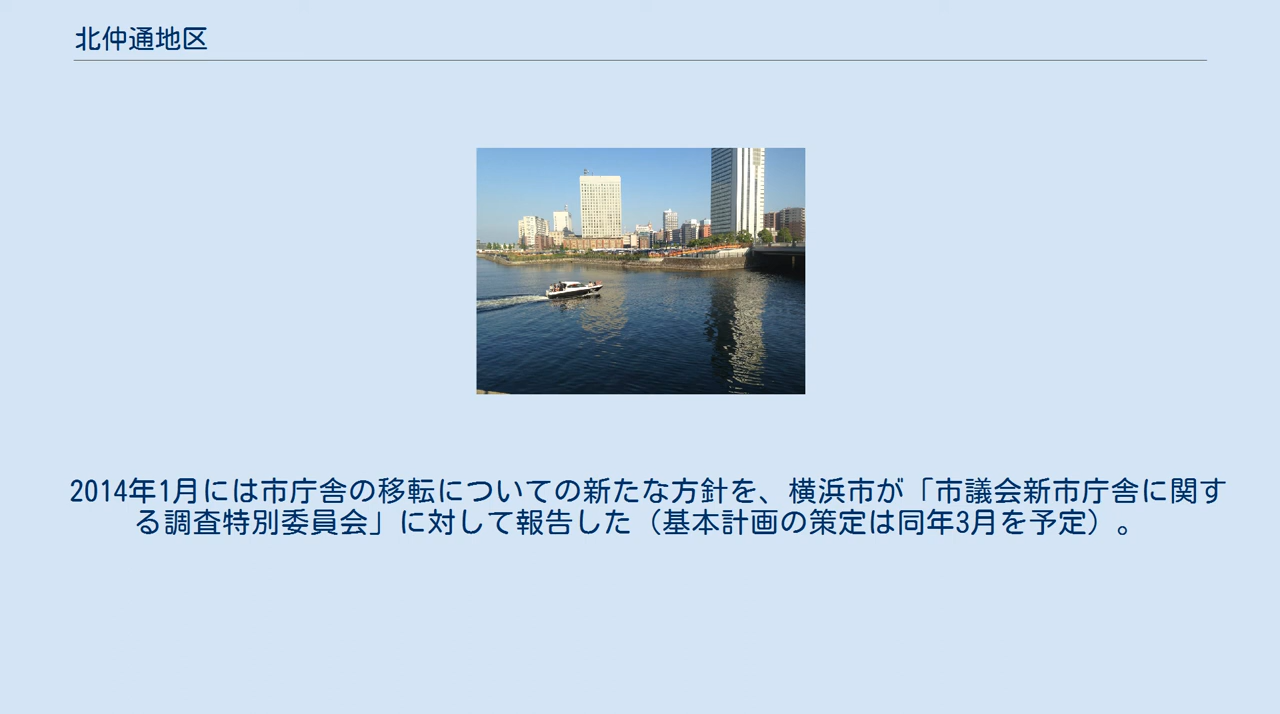 北仲通地区
2014年1月には市庁舎の移転についての新たな方針を、横浜市が「市議会新市庁舎に関す
る調査特別委員会」に対して報告した（基本計画の策定は同年3月を予定）。